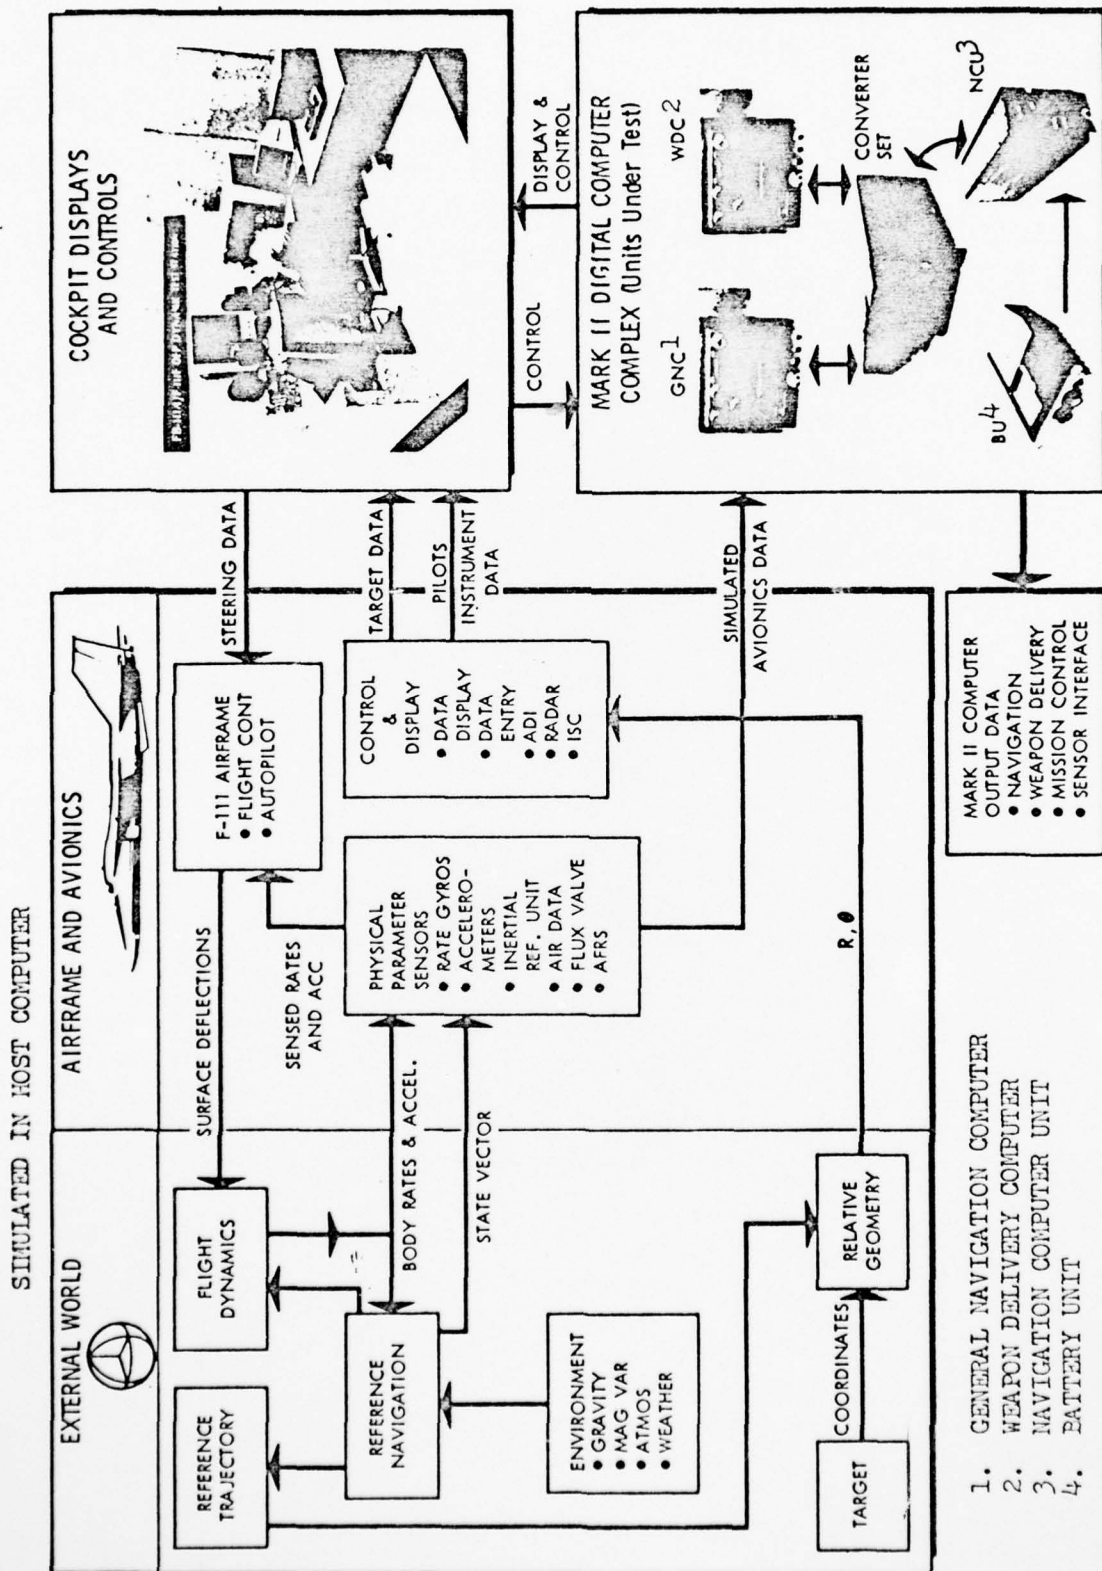 SIMULATED IN HOST COMPUTER
EXTERNAL WORLD
AIRFRAME AND AVIONICS
COCKPIT DISPLAYS
AND CONTROLS
REFERENCE
TRAJECTORY
FLIGHT
DYNAMICS
SURFACE DEFLECTIONS
F-111 AIRFRAME
• FLIGHT CONT
• AUTOPILOT
STEERING DATA
SENSED RATES
AND ACC
REFERENCE
NAVIGATION
BODY RATES & ACCEL.
STATE VECTOR
PHYSICAL
PARAMETER
SENSORS
• RATE GYROS
• ACCELERO-
METERS
• INERTIAL
REF. UNIT
• AIR DATA
• FLUX VALVE
• AFRS
CONTROL
&
DISPLAY
• DATA
DISPLAY
• DATA
ENTRY
• ADI
• RADAR
• ISC
TARGET DATA
PILOTS
INSTRUMENT
DATA
CONTROL
DISPLAY &
CONTROL
ENVIRONMENT
• GRAVITY
• MAG VAR
• ATMOS
• WEATHER
SIMULATED
AVIONICS DATA
MARK II DIGITAL COMPUTER
COMPLEX (Units Under Test)
GNC1
WDC2
CONVERTER
SET
BU4
NCU3
TARGET
COORDINATES
RELATIVE
GEOMETRY
R, θ
MARK II COMPUTER
OUTPUT DATA
• NAVIGATION
• WEAPON DELIVERY
• MISSION CONTROL
• SENSOR INTERFACE
1. GENERAL NAVIGATION COMPUTER
2. WEAPON DELIVERY COMPUTER
3. NAVIGATION COMPUTER UNIT
4. BATTERY UNIT